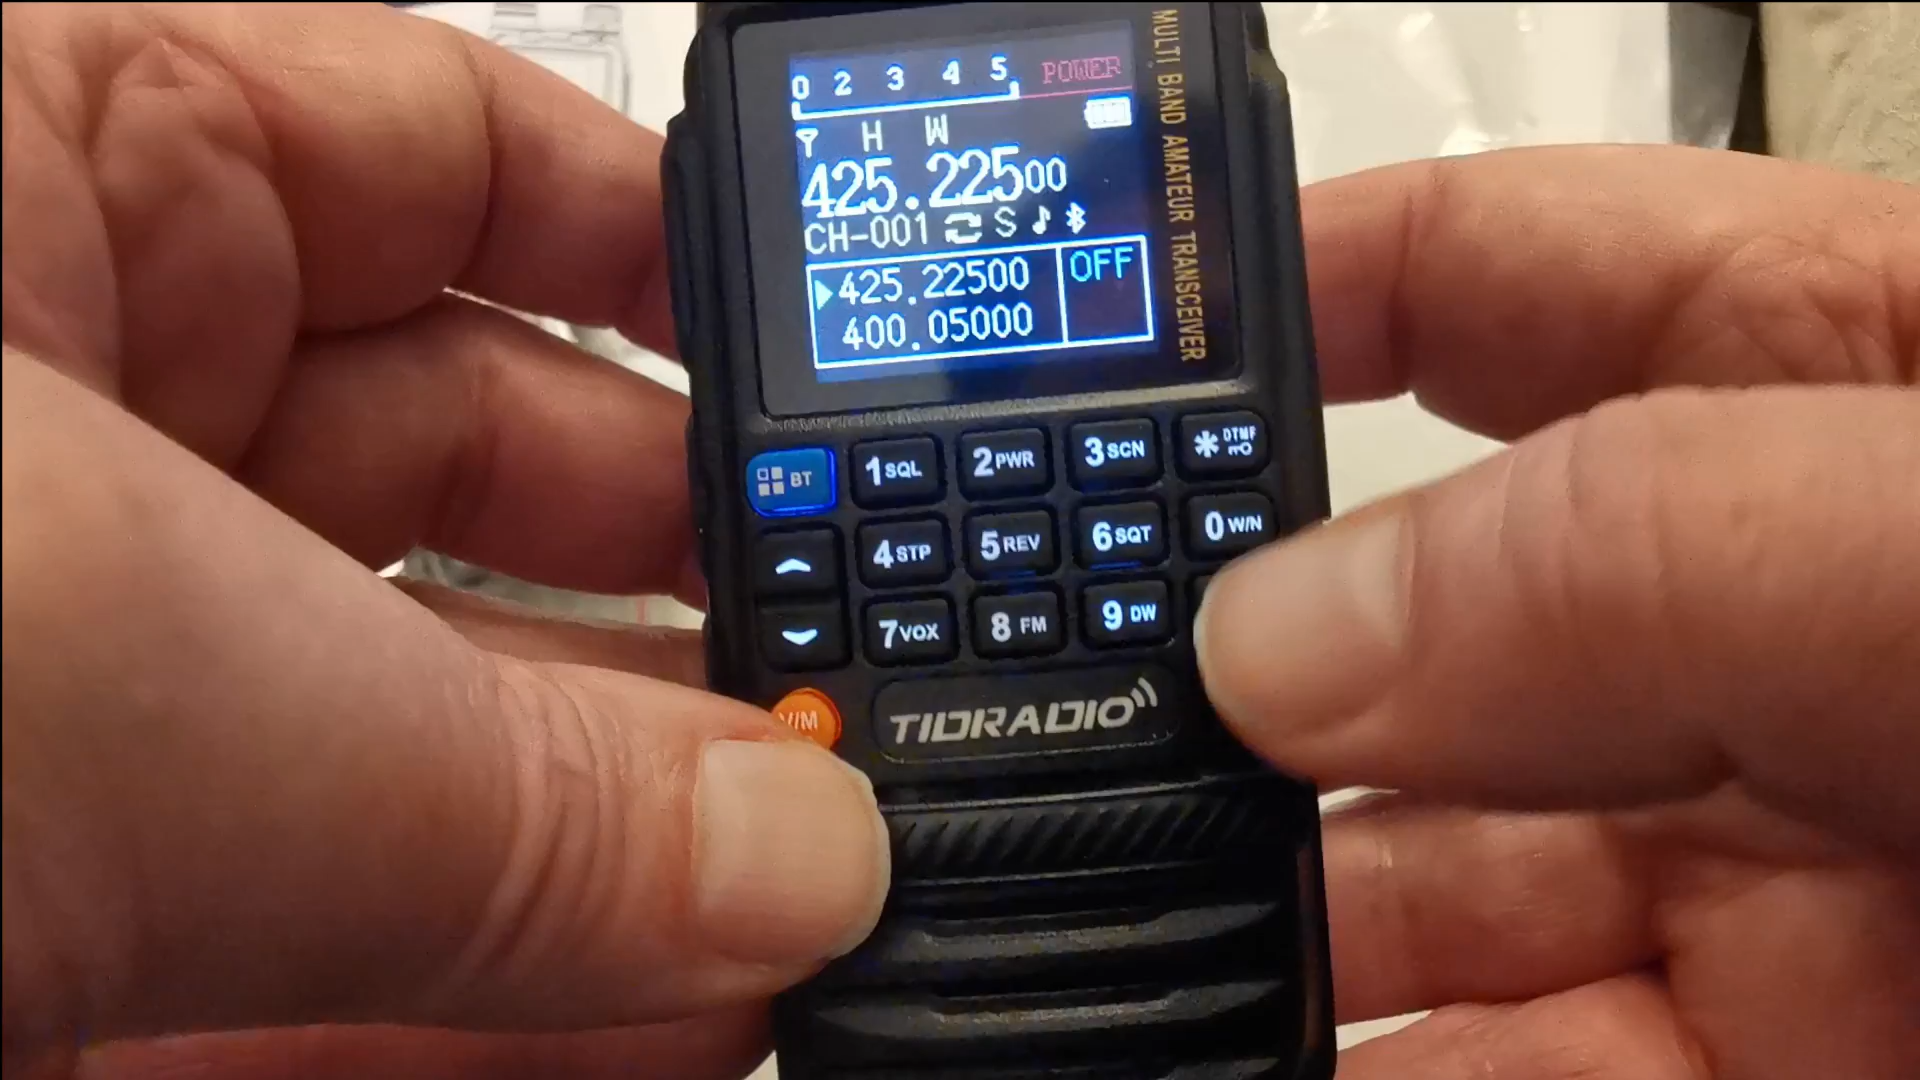 0 2 3 4 5 POWER
H W
425.22500
CH-001 S
425.22500 OFF
400.05000
MULTI BAND AMATEUR TRANSCEIVER
BT 1 SQL 2 PWR 3 SCN * DTMF
4 STP 5 REV 6 SQT 0 W/N
7 VOX 8 FM 9 DW
V/M
TIDRADIO